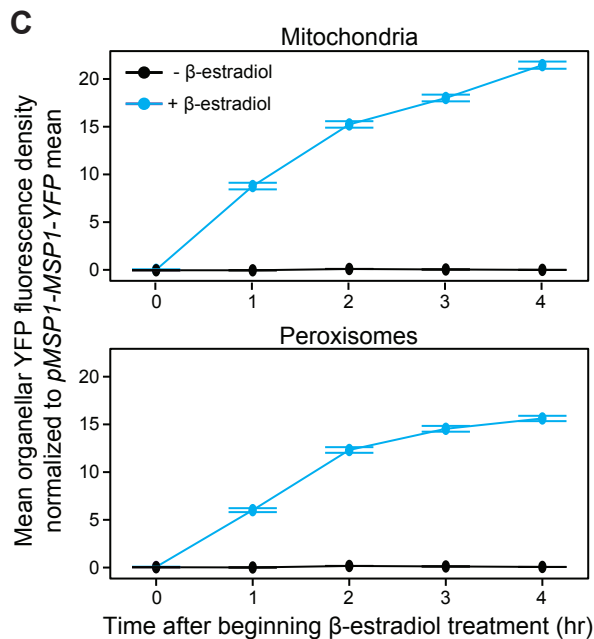 C
Mitochondria
- β-estradiol
+ β-estradiol
20
15
10
5
0
0 1 2 3 4
Peroxisomes
20
15
10
5
0
0 1 2 3 4
Time after beginning β-estradiol treatment (hr)
Mean organellar YFP fluorescence density
normalized to pMSP1-MSP1-YFP mean